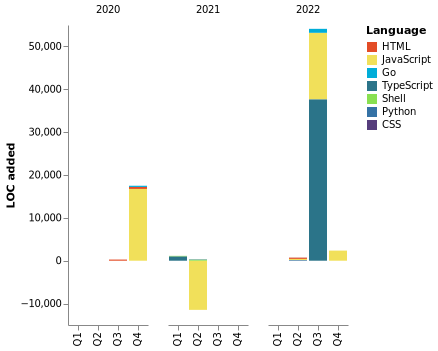 2020 2021 2022
Language
HTML
JavaScript
Go
TypeScript
Shell
Python
CSS
LOC added
50,000
40,000
30,000
20,000
10,000
0
−10,000
Q1 Q2 Q3 Q4 Q1 Q2 Q3 Q4 Q1 Q2 Q3 Q4